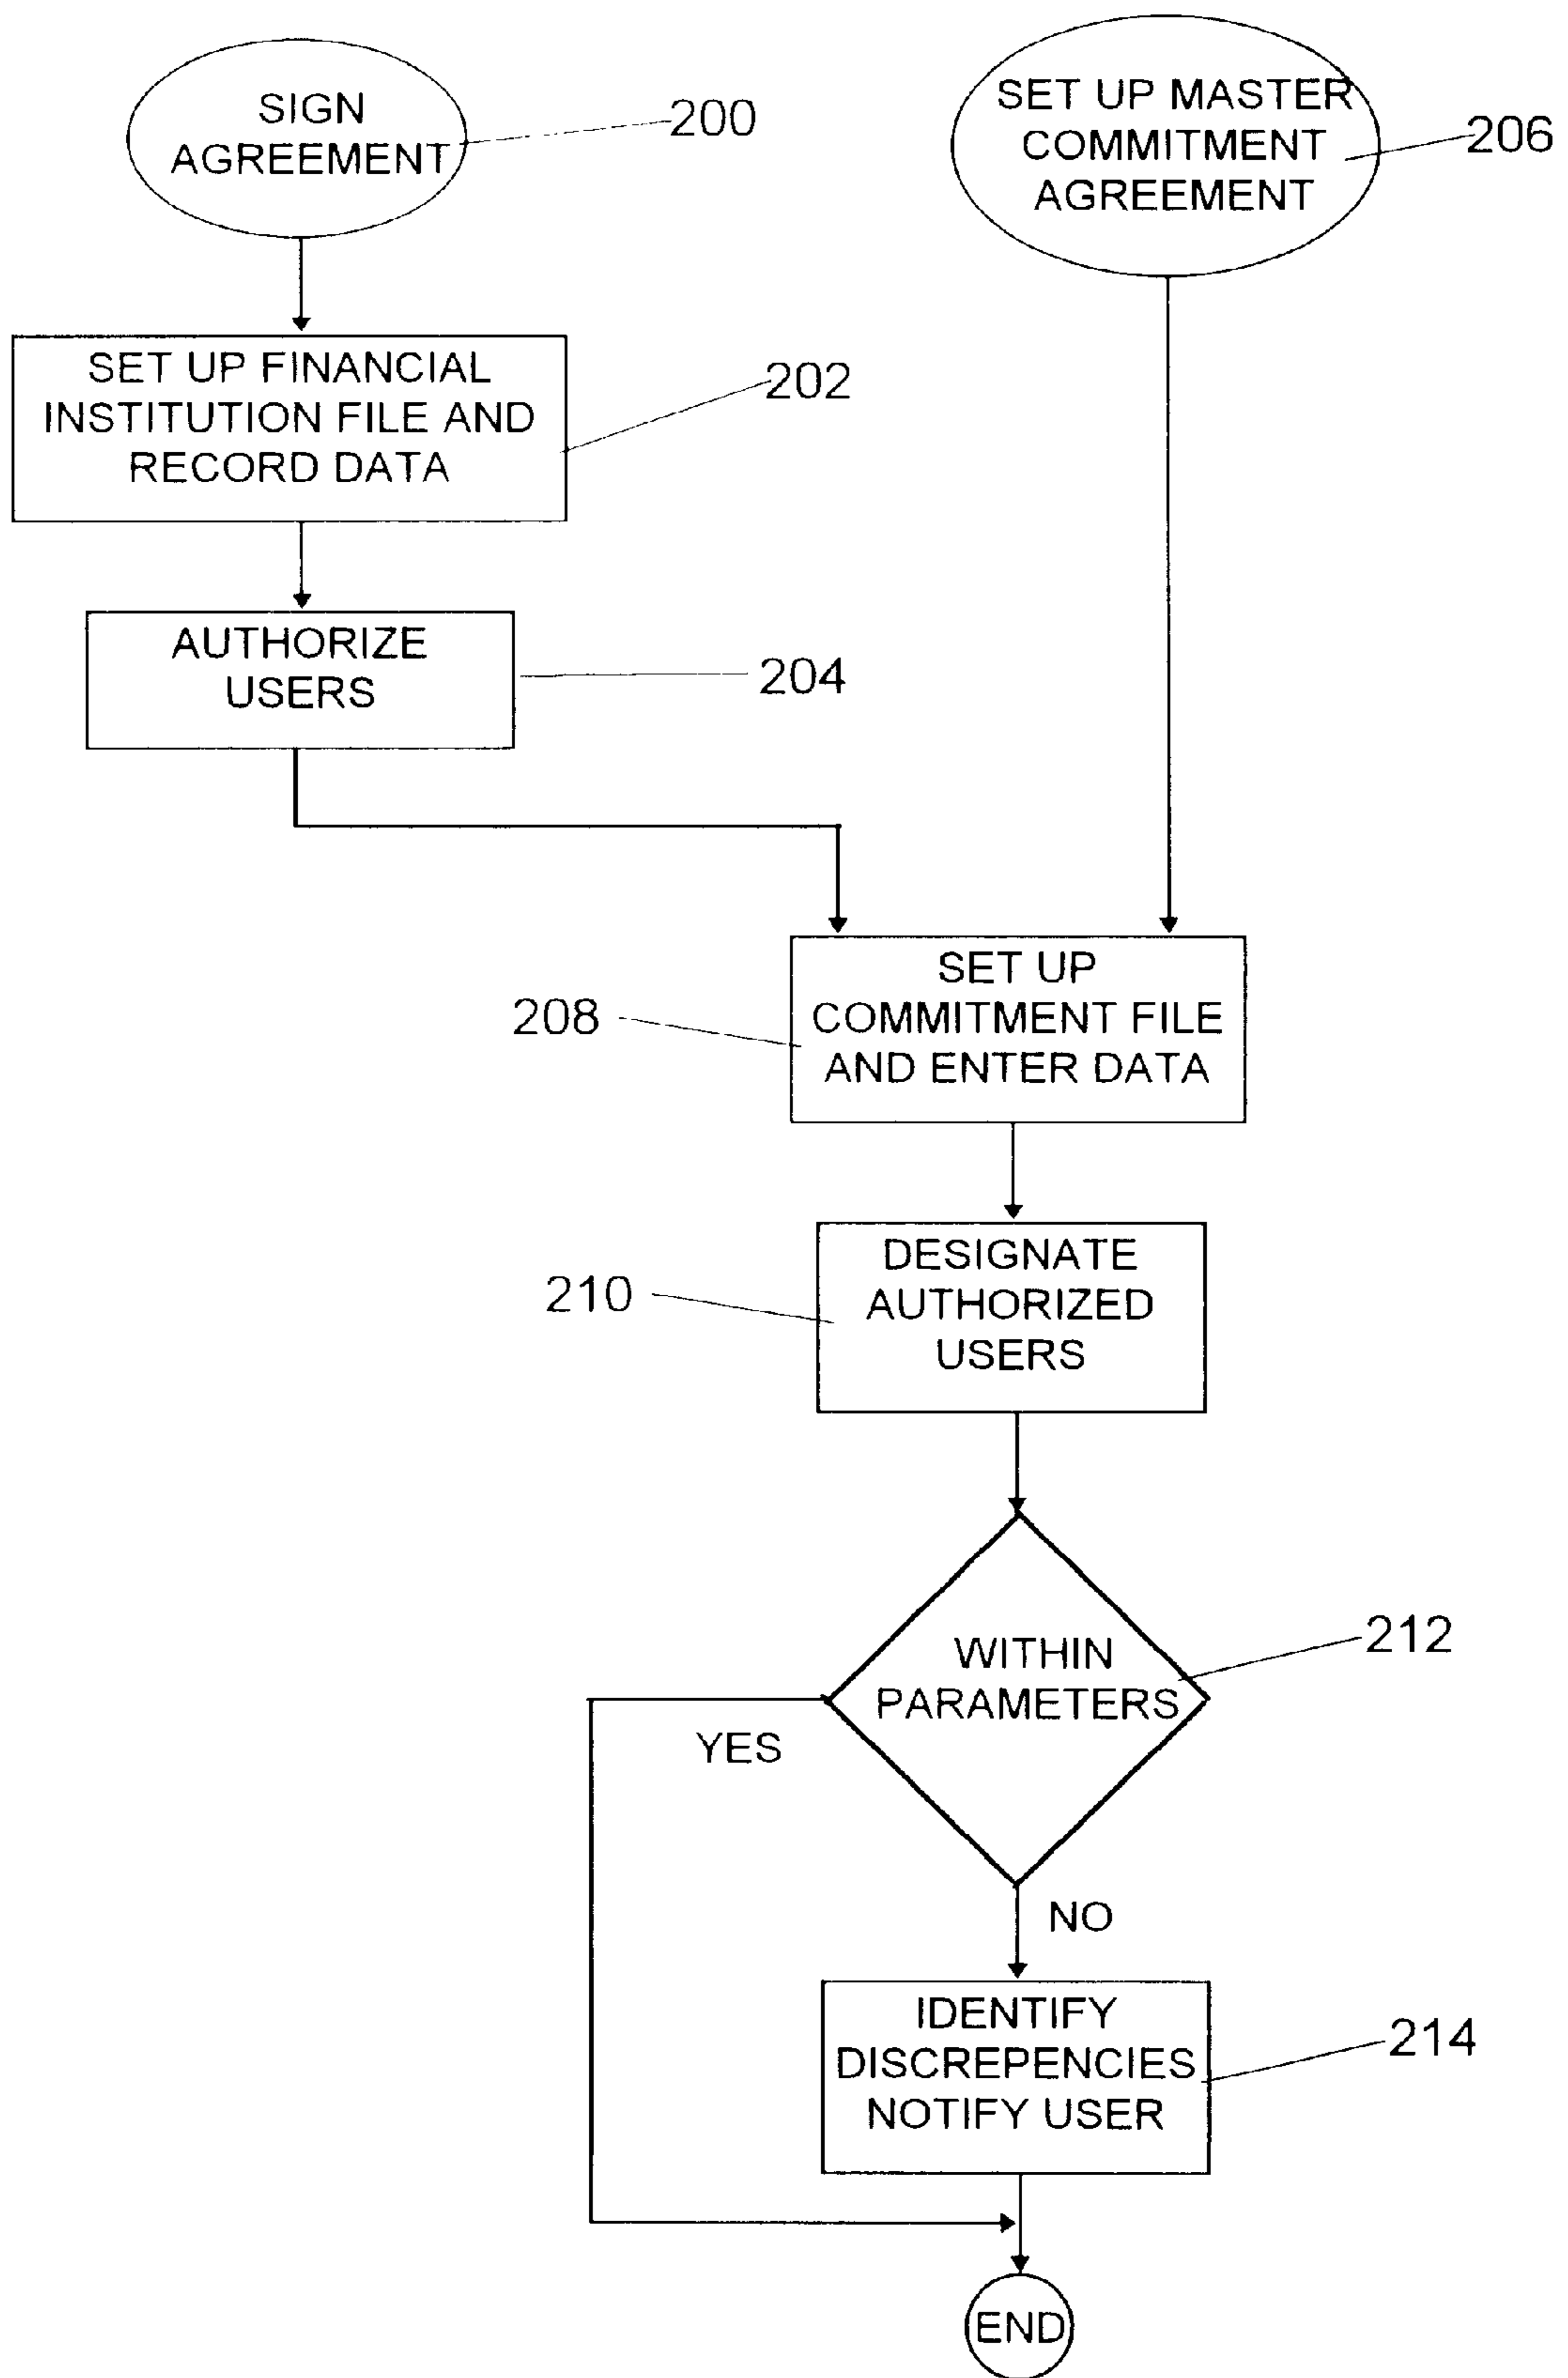 SIGN
AGREEMENT
200
SET UP MASTER
COMMITMENT
AGREEMENT
206
SET UP FINANCIAL
INSTITUTION FILE AND
RECORD DATA
202
AUTHORIZE
USERS
204
SET UP
COMMITMENT FILE
AND ENTER DATA
208
DESIGNATE
AUTHORIZED
USERS
210
WITHIN
PARAMETERS
212
YES
NO
IDENTIFY
DISCREPENCIES
NOTIFY USER
214
END